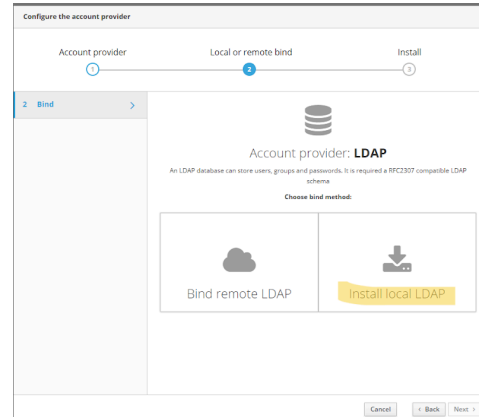 Configure the account provider
Account provider
Local or remote bind
Install
1
2
3
2 Bind
Account provider: LDAP
An LDAP database can store users, groups and passwords. It is required a RFC2307 compatible LDAP
schema
Choose bind method:
Bind remote LDAP
Install local LDAP
Cancel
Back
Next